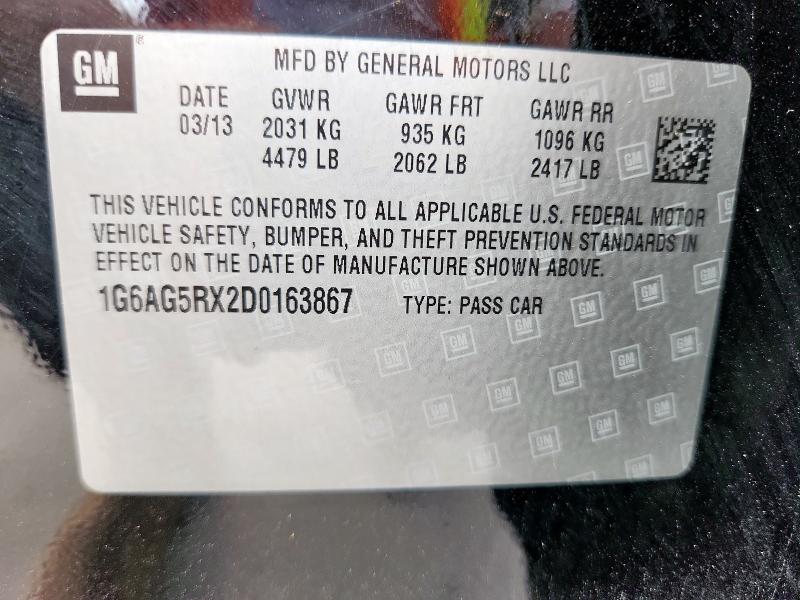 GM
MFD BY GENERAL MOTORS LLC
DATE GVWR GAWR FRT GAWR RR
03/13 2031 KG 935 KG 1096 KG
4479 LB 2062 LB 2417 LB
THIS VEHICLE CONFORMS TO ALL APPLICABLE U.S. FEDERAL MOTOR
VEHICLE SAFETY, BUMPER, AND THEFT PREVENTION STANDARDS IN
EFFECT ON THE DATE OF MANUFACTURE SHOWN ABOVE.
1G6AG5RX2D0163867 TYPE: PASS CAR